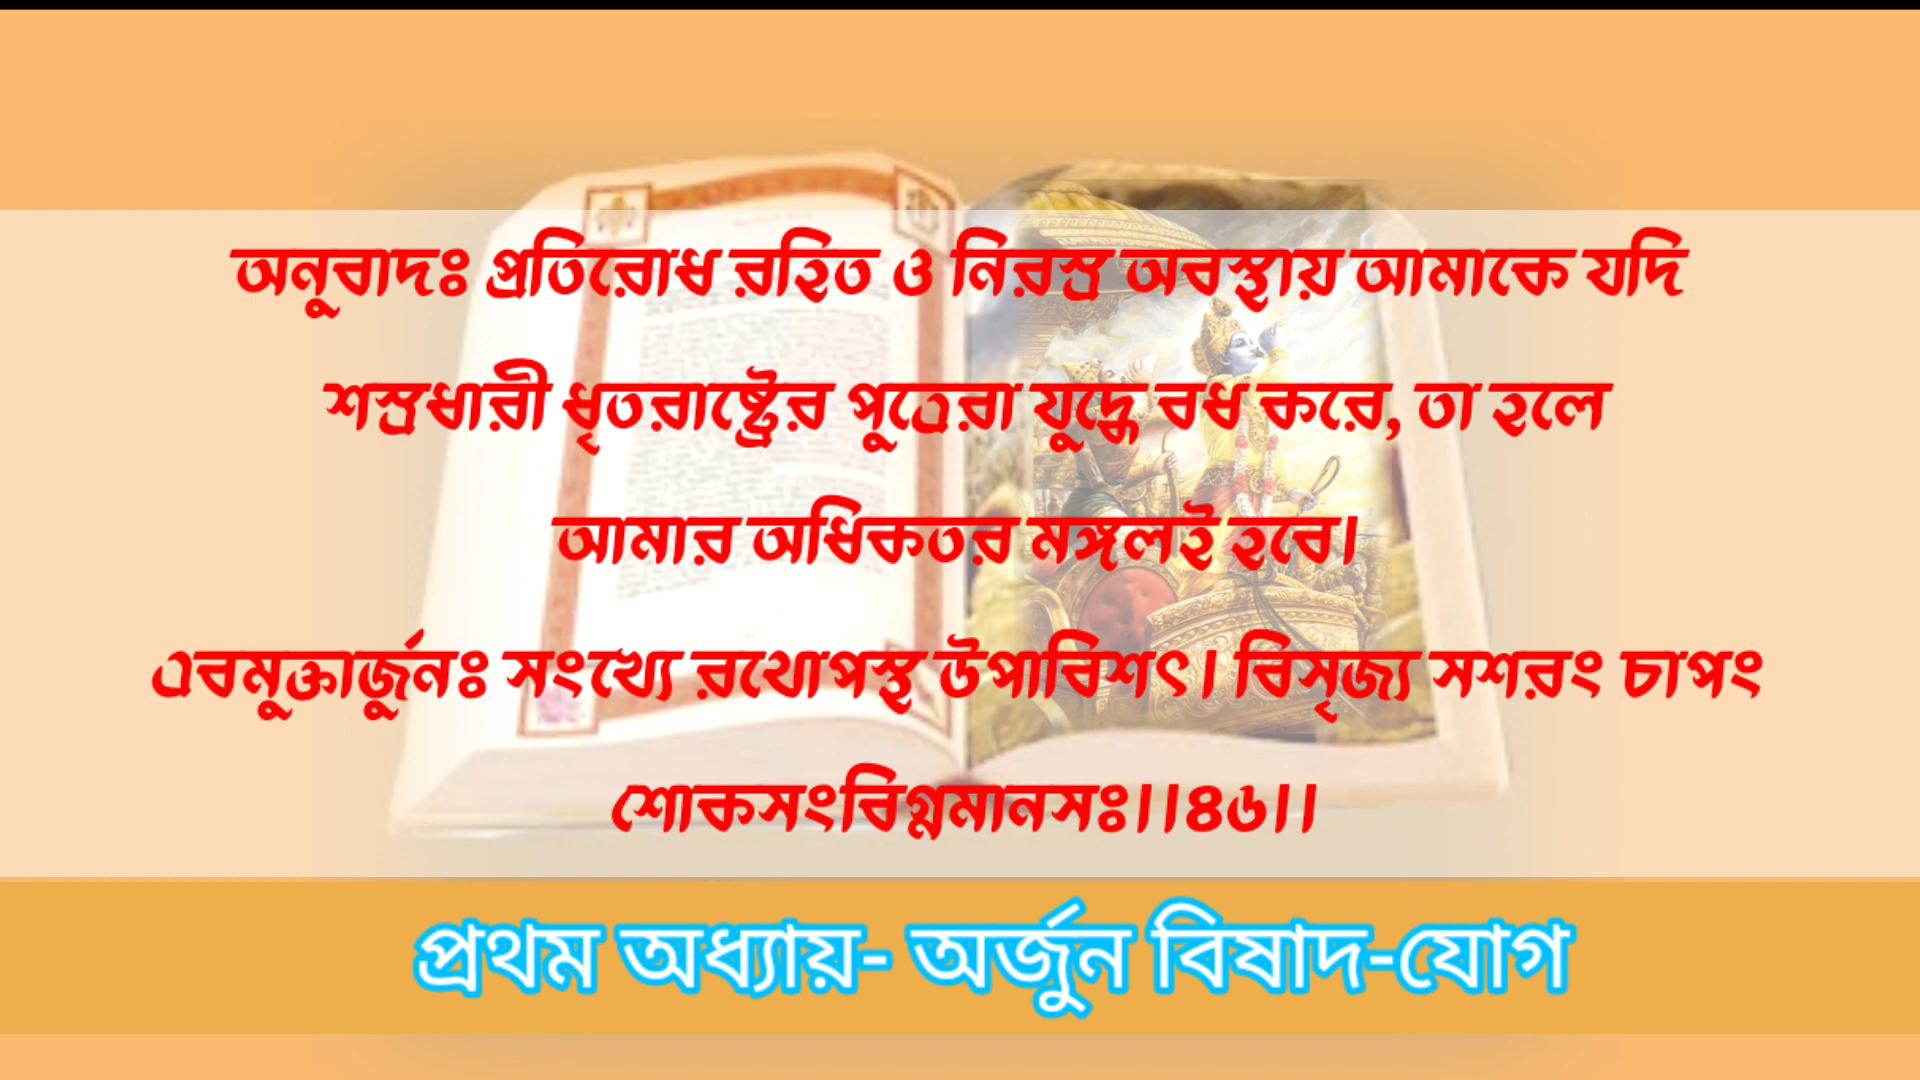 অনুবাদঃ প্রতিরোধ রহিত ও নিরস্ত্র অবস্থায় আমাকে যদি
শস্ত্রধারী ধৃতরাষ্ট্রের পুত্রেরা যুদ্ধে বধ করে, তা হলে
আমার অধিকতর মঙ্গলই হবে।
এবমুক্তার্জুনঃ সংখ্যে রথোপস্থ উপাবিশৎ। বিসৃজ্য সশরং চাপং
শোকসংবিগ্নমানসঃ।।৪৬।।
প্রথম অধ্যায়- অর্জুন বিষাদ-যোগ